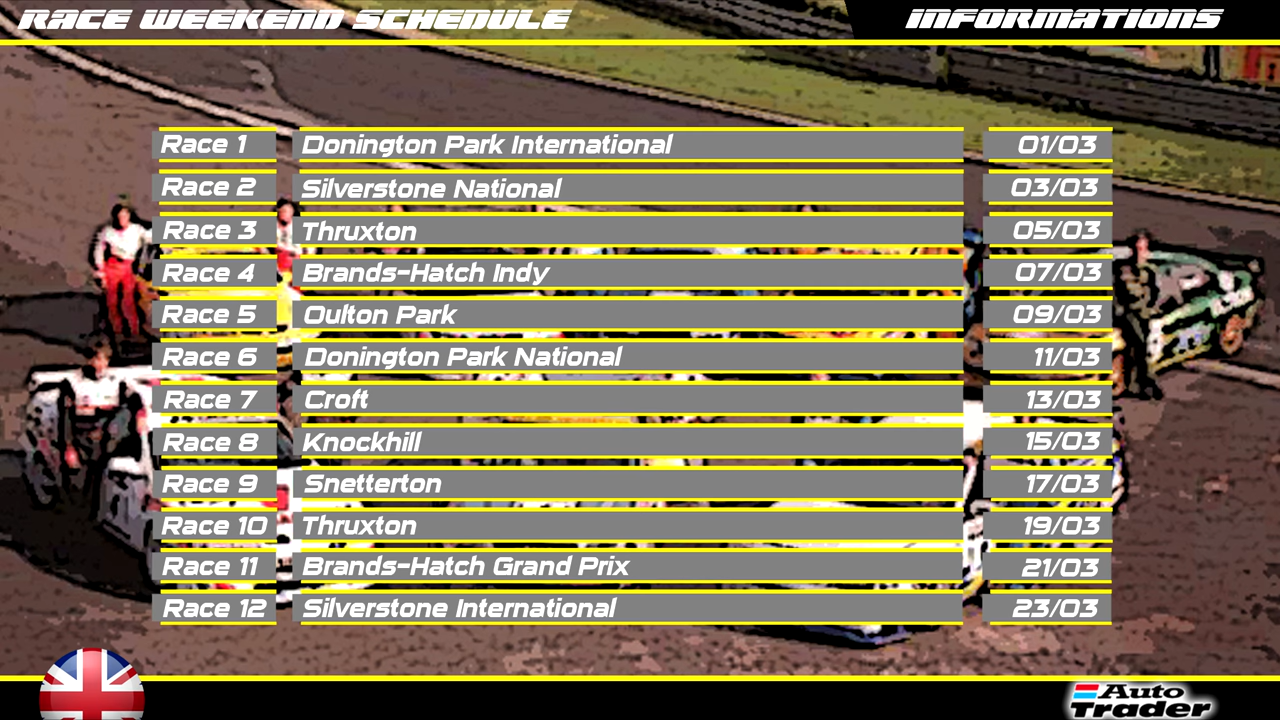 RACE WEEKEND SCHEDULE INFORMATIONS
Race 1 Donington Park International 01/03
Race 2 Silverstone National 03/03
Race 3 Thruxton 05/03
Race 4 Brands-Hatch Indy 07/03
Race 5 Oulton Park 09/03
Race 6 Donington Park National 11/03
Race 7 Croft 13/03
Race 8 Knockhill 15/03
Race 9 Snetterton 17/03
Race 10 Thruxton 19/03
Race 11 Brands-Hatch Grand Prix 21/03
Race 12 Silverstone International 23/03
Auto
Trader